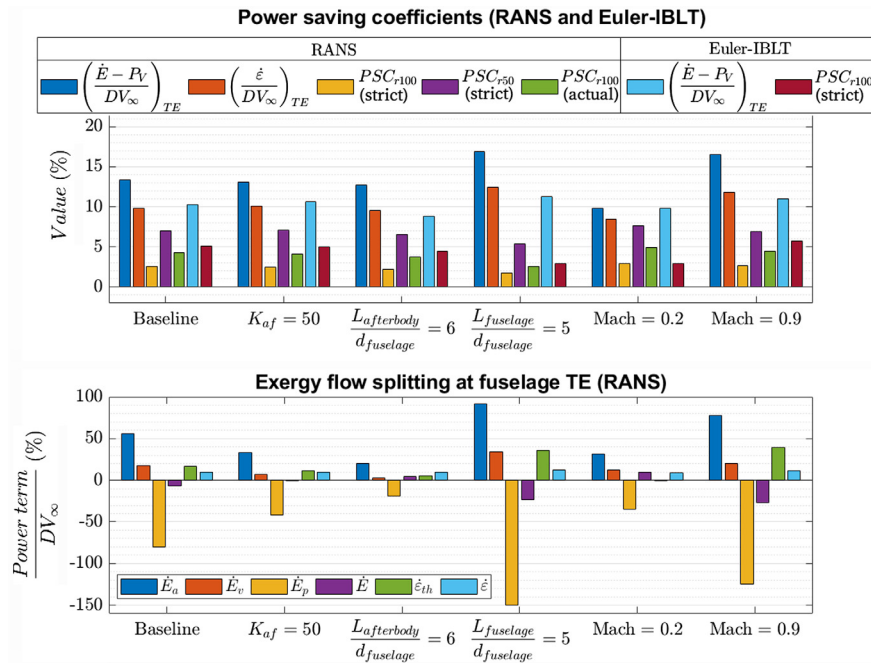 Power saving coefficients (RANS and Euler-IBLT)
RANS Euler-IBLT
(Ė − P_V / DV_∞)_TE (ε̇ / DV_∞)_TE PSC_r100 (strict) PSC_r50 (strict) PSC_r100 (actual) (Ė − P_V / DV_∞)_TE PSC_r100 (strict)
Value (%)
20
15
10
5
0
Baseline K_af = 50 L_afterbody / d_fuselage = 6 L_fuselage / d_fuselage = 5 Mach = 0.2 Mach = 0.9
Exergy flow splitting at fuselage TE (RANS)
Power term / DV_∞ (%)
100
50
0
-50
-100
-150
Ė_a Ė_v Ė_p Ė ε̇_th ε̇
Baseline K_af = 50 L_afterbody / d_fuselage = 6 L_fuselage / d_fuselage = 5 Mach = 0.2 Mach = 0.9